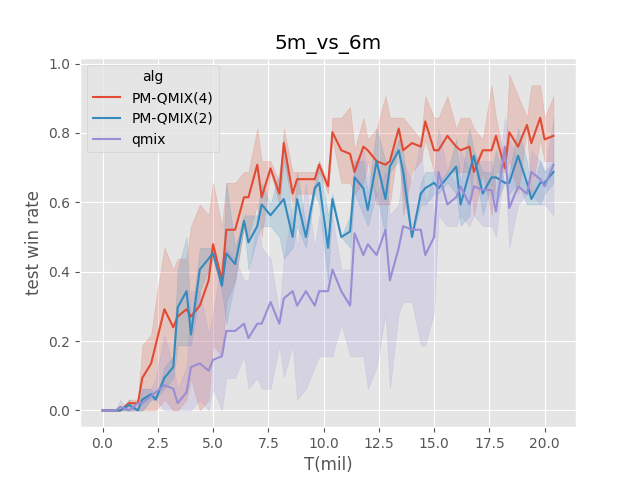 5m_vs_6m
alg
PM-QMIX(4)
PM-QMIX(2)
qmix
test win rate
1.0
0.8
0.6
0.4
0.2
0.0
0.0 2.5 5.0 7.5 10.0 12.5 15.0 17.5 20.0
T(mil)